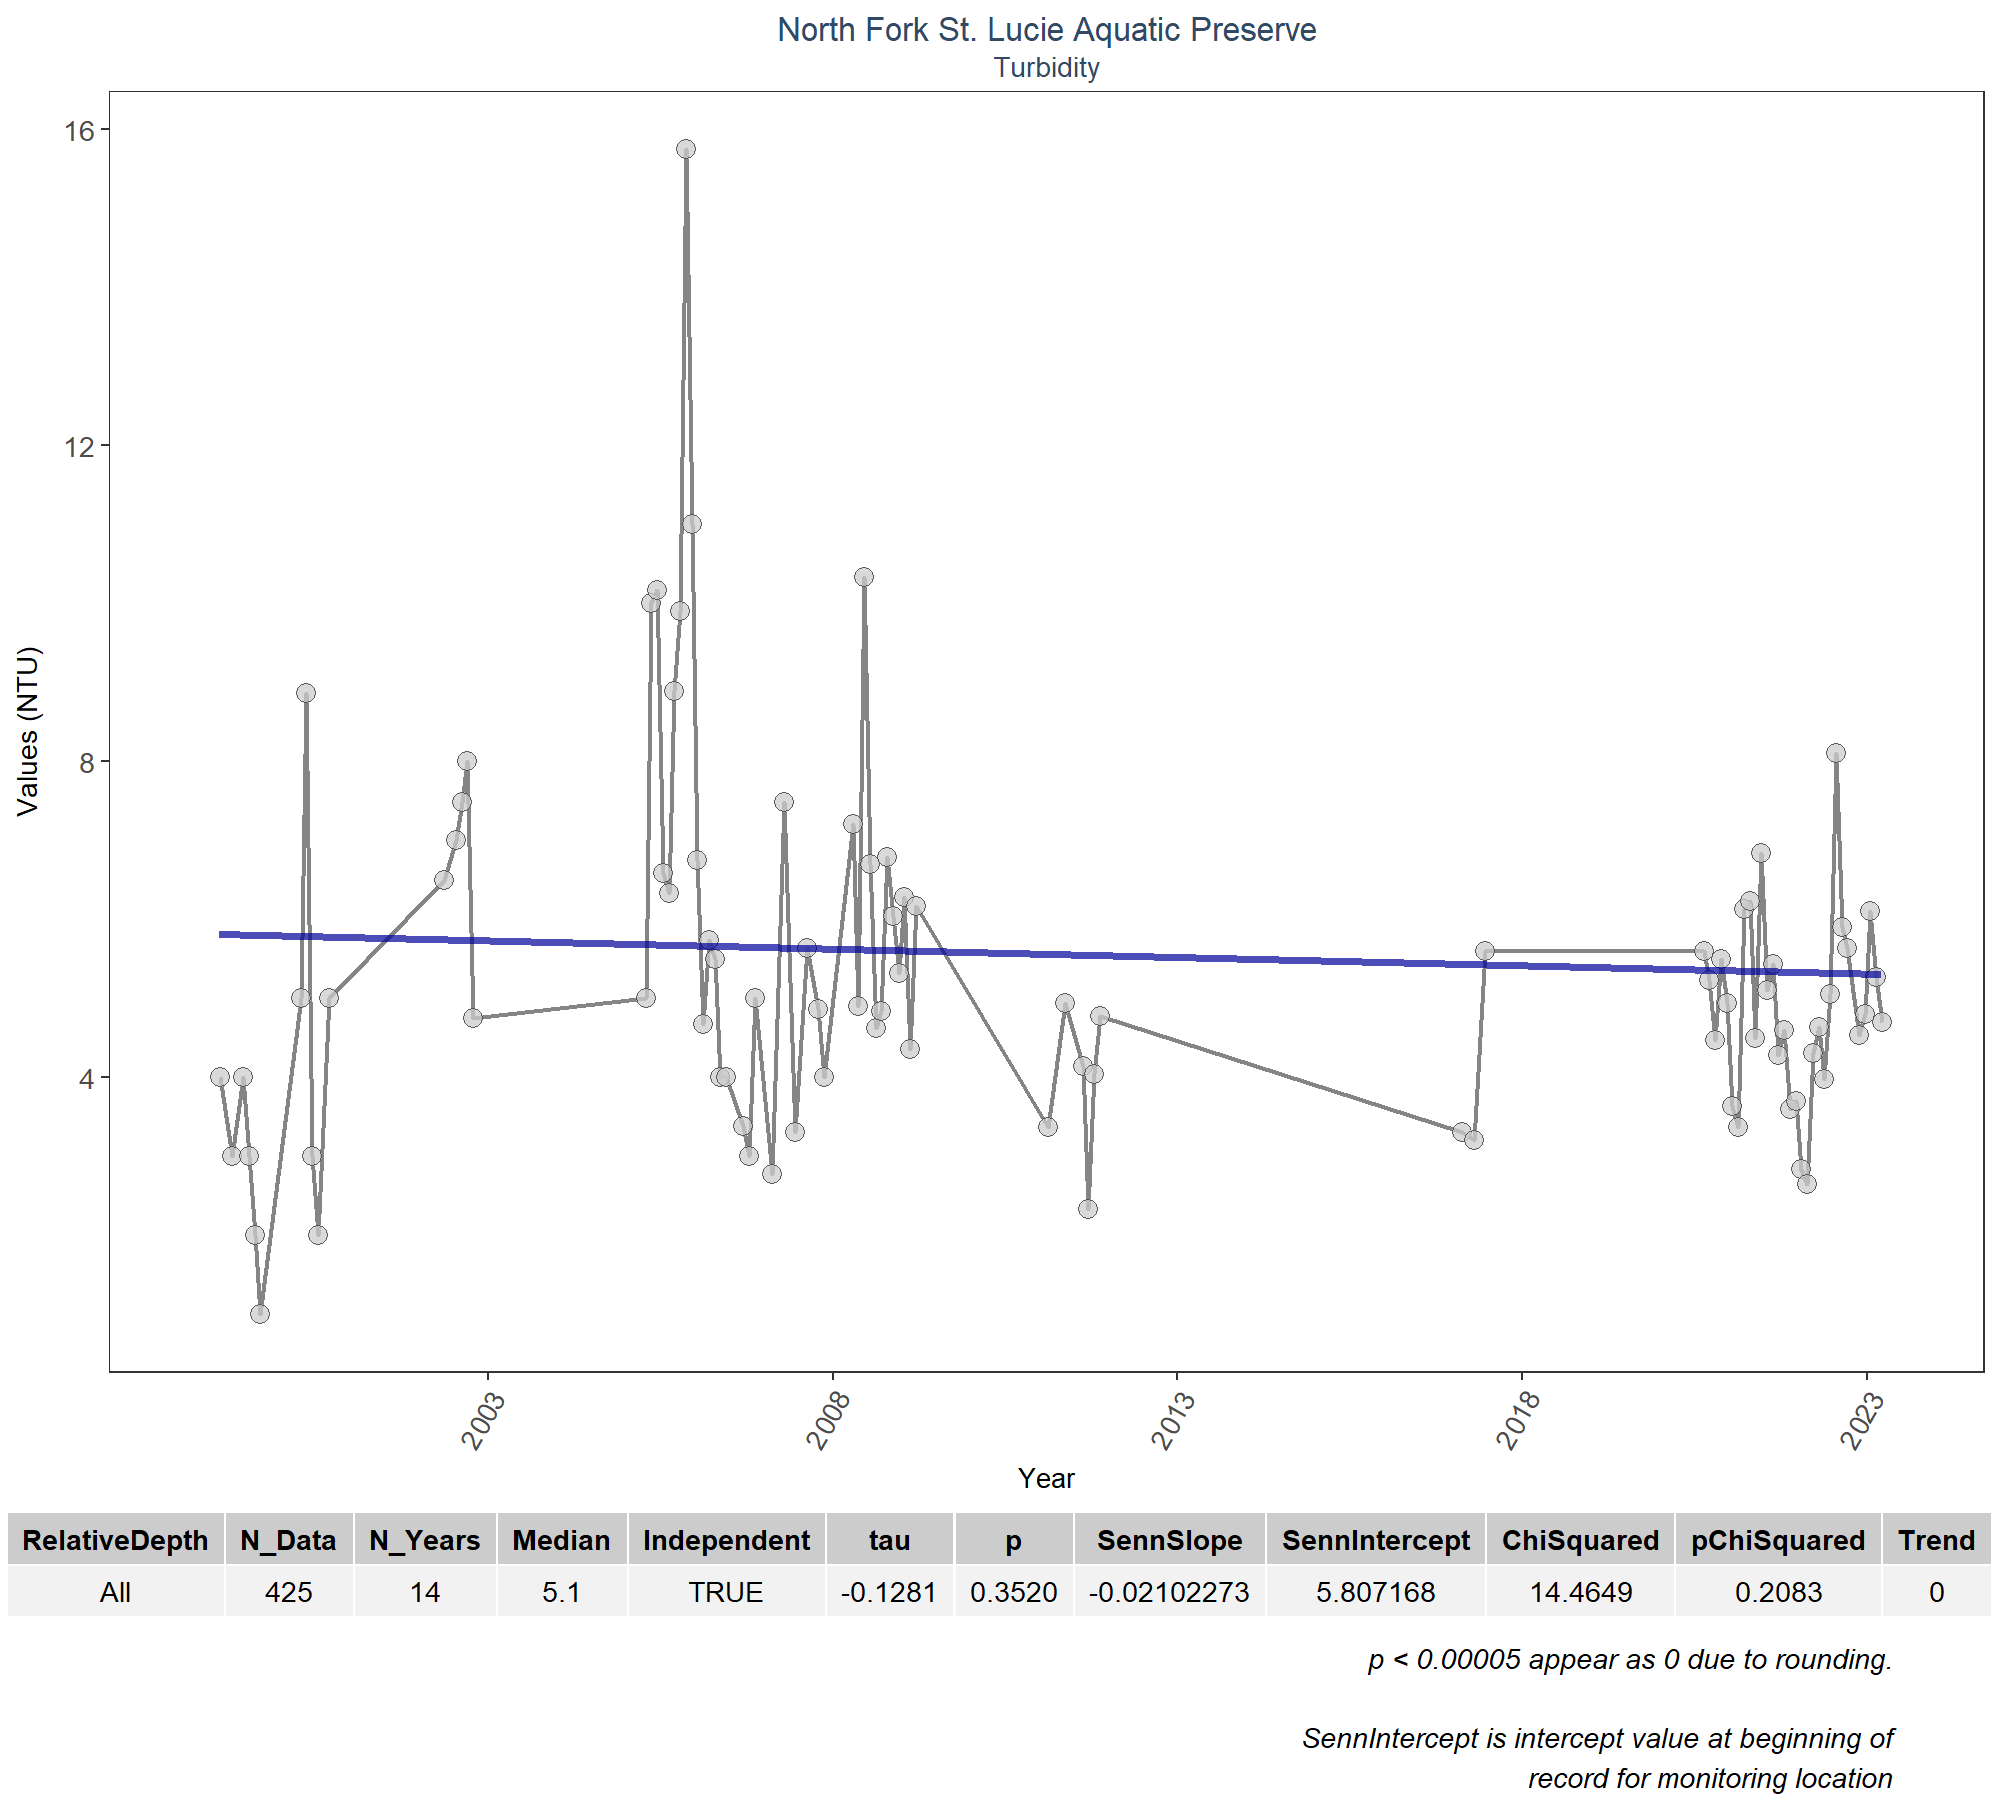 North Fork St. Lucie Aquatic Preserve
Turbidity
16
12
8
4
Values (NTU)
2003
2008
2013
2018
2023
Year
RelativeDepth N_Data N_Years Median Independent tau p SennSlope SennIntercept ChiSquared pChiSquared Trend
All 425 14 5.1 TRUE -0.1281 0.3520 -0.02102273 5.807168 14.4649 0.2083 0
p < 0.00005 appear as 0 due to rounding.
SennIntercept is intercept value at beginning of
record for monitoring location